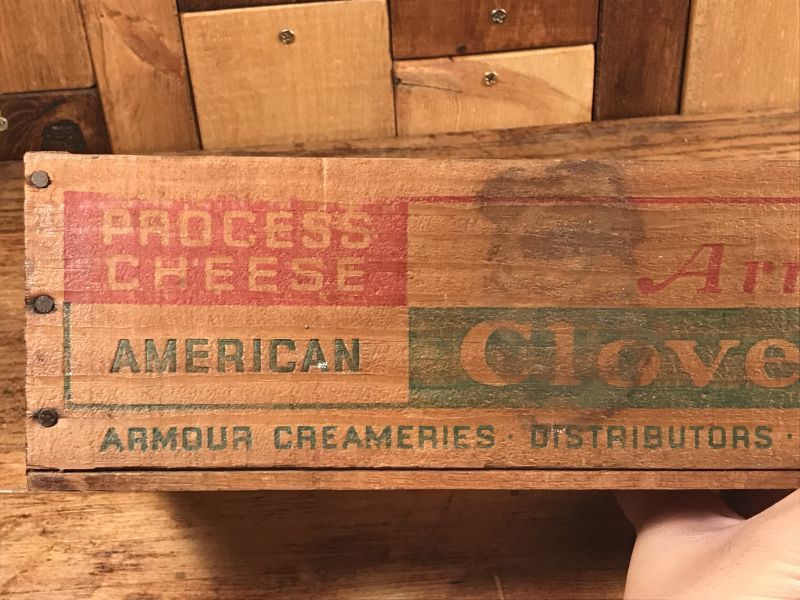 PROCESS
CHEESE
AMERICAN
Arm
Clove
ARMOUR CREAMERIES · DISTRIBUTORS ·